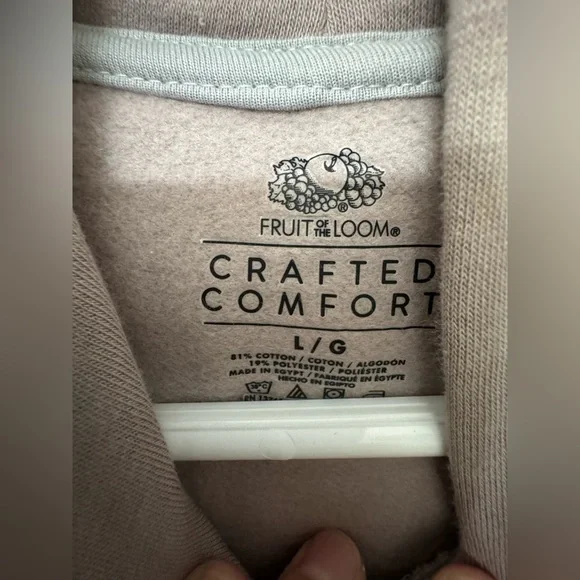 FRUIT OF THE LOOM®
CRAFTED
COMFORT
L/G
81% COTTON / COTON / ALGODÓN
19% POLYESTER / POLIÉSTER
MADE IN EGYPT / FABRIQUÉ EN ÉGYPTE
HECHO EN EGIPTO